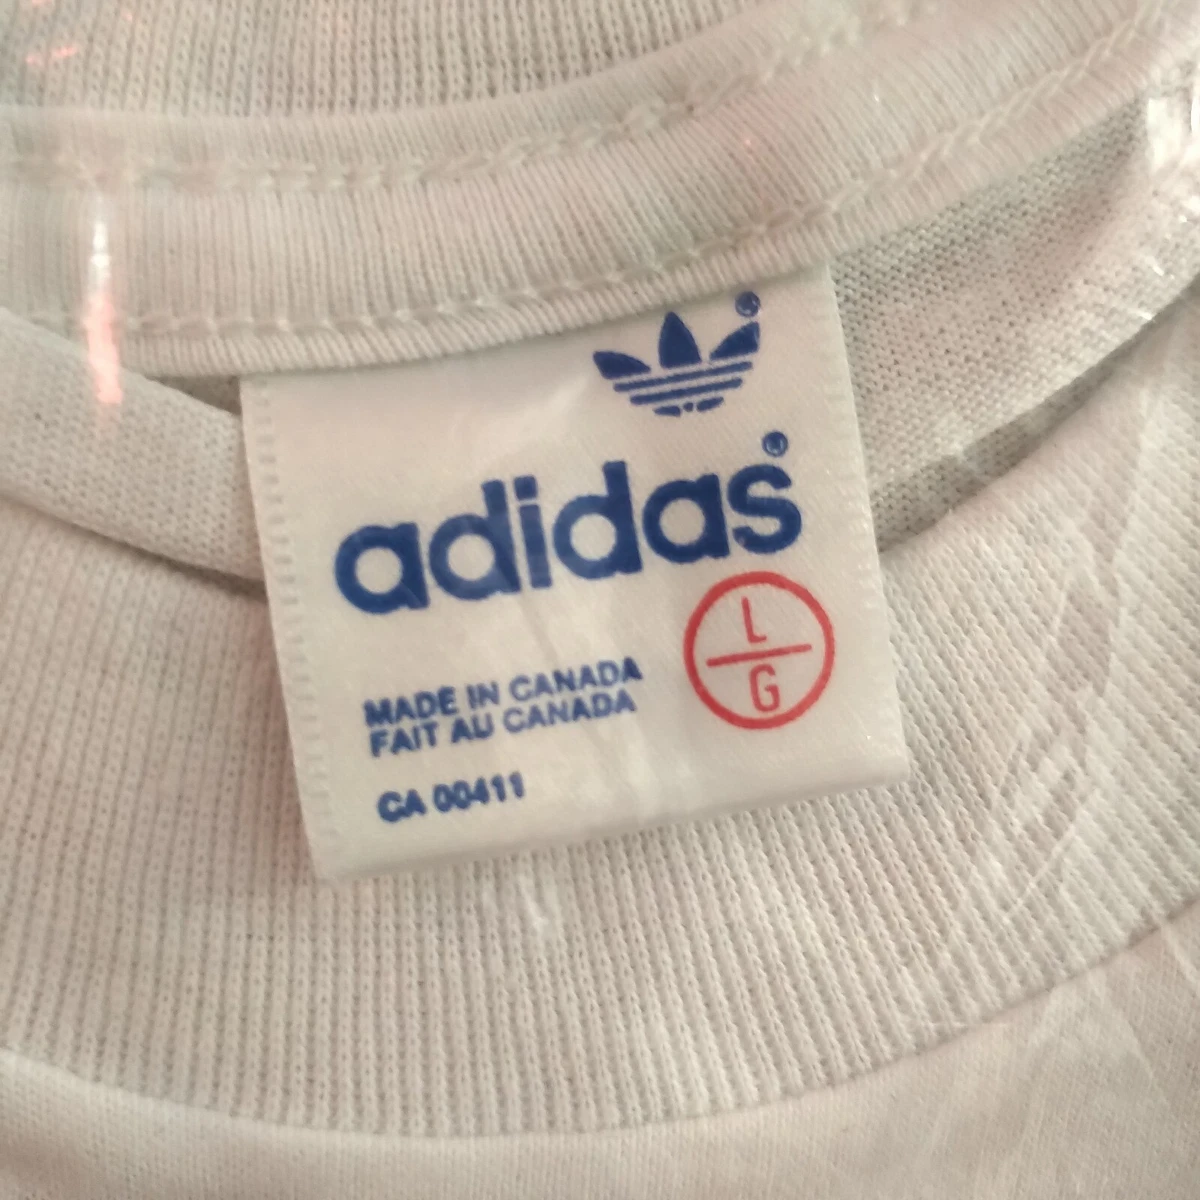 ®
adidas®
L
G
MADE IN CANADA
FAIT AU CANADA
CA 00411